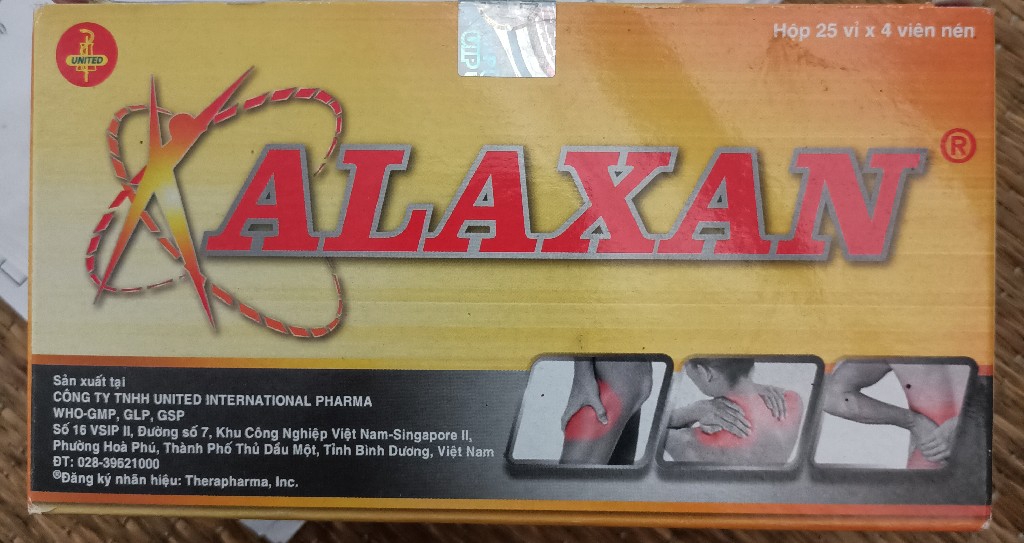 UNITED
Hộp 25 vỉ x 4 viên nén
ALAXAN®
Sản xuất tại
CÔNG TY TNHH UNITED INTERNATIONAL PHARMA
WHO-GMP, GLP, GSP
Số 16 VSIP II, Đường số 7, Khu Công Nghiệp Việt Nam-Singapore II,
Phường Hoà Phú, Thành Phố Thủ Dầu Một, Tỉnh Bình Dương, Việt Nam
ĐT: 028-39621000
®Đăng ký nhãn hiệu: Therapharma, Inc.